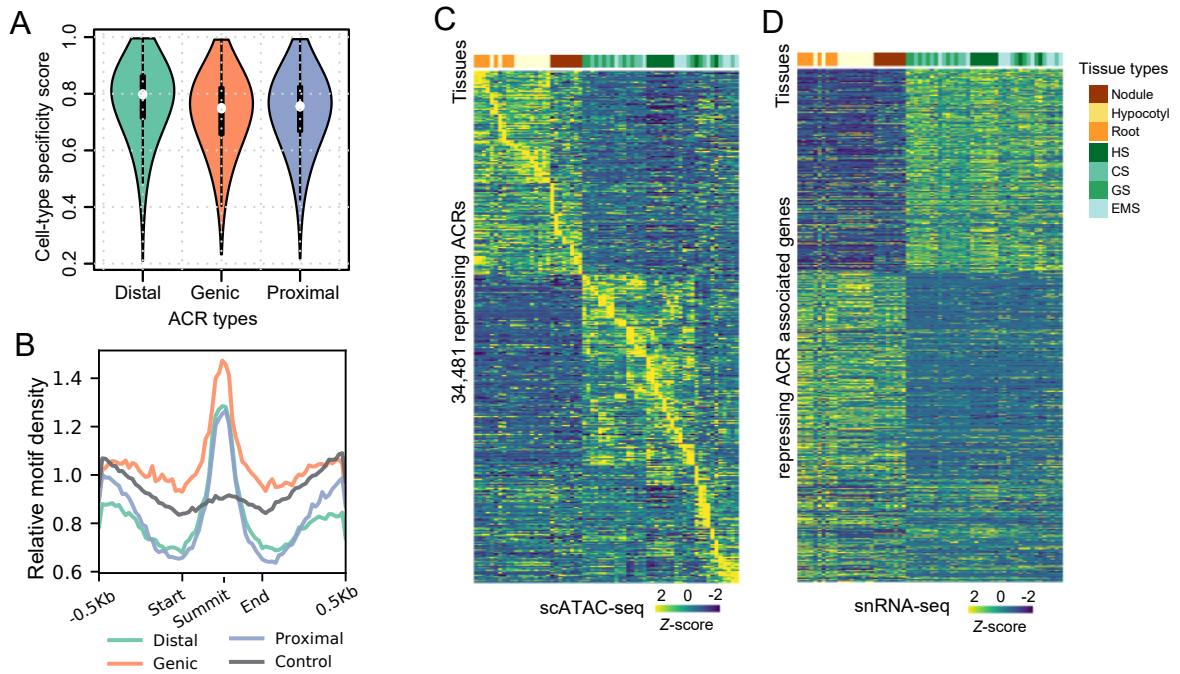 A
Cell-type specificity score
1.0
0.8
0.6
0.4
0.2
Distal
Genic
Proximal
ACR types
B
Relative motif density
1.4
1.2
1.0
0.8
0.6
-0.5Kb
Start
Summit
End
0.5Kb
Distal
Genic
Proximal
Control
C
Tissues
34,481 repressing ACRs
scATAC-seq
2 0 -2
Z-score
D
Tissues
repressing ACR associated genes
snRNA-seq
2 0 -2
Z-score
Tissue types
Nodule
Hypocotyl
Root
HS
CS
GS
EMS